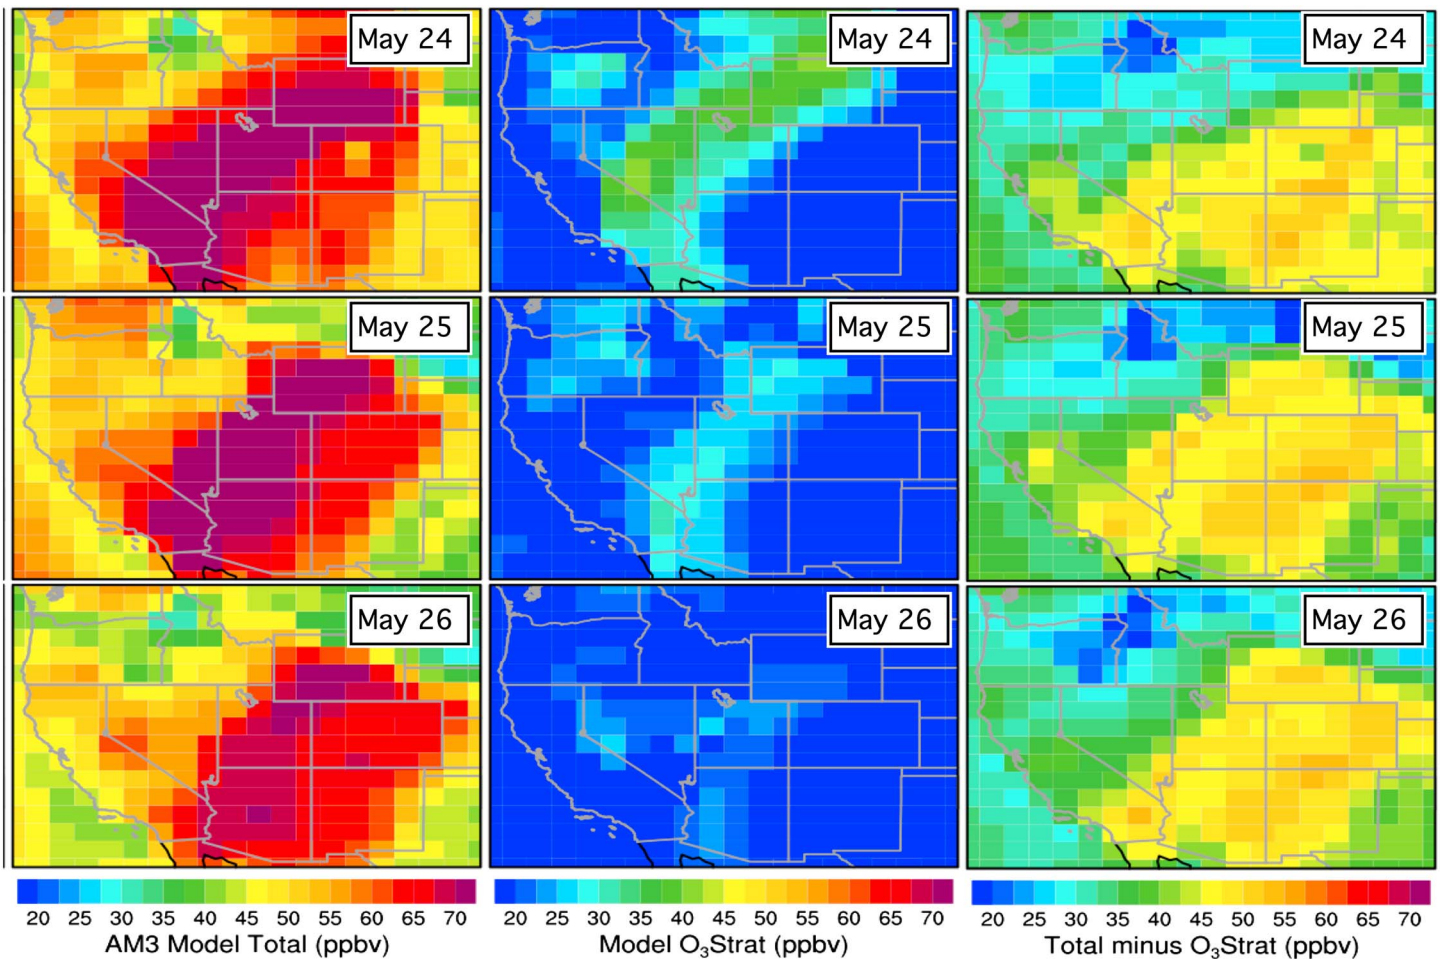 May 24 May 24 May 24
May 25 May 25 May 25
May 26 May 26 May 26
20 25 30 35 40 45 50 55 60 65 70 20 25 30 35 40 45 50 55 60 65 70 20 25 30 35 40 45 50 55 60 65 70
AM3 Model Total (ppbv) Model O₃Strat (ppbv) Total minus O₃Strat (ppbv)